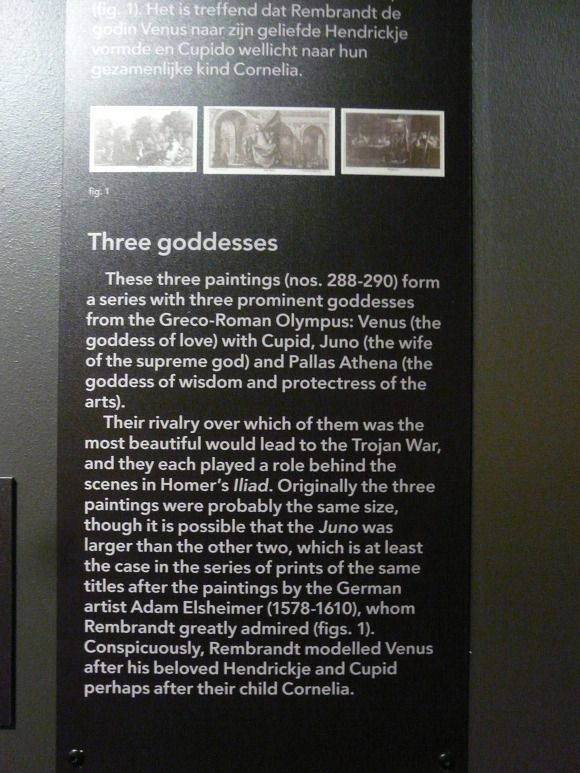 (fig. 1). Het is treffend dat Rembrandt de
godin Venus naar zijn geliefde Hendrickje
vormde en Cupido wellicht naar hun
gezamenlijke kind Cornelia.
fig. 1
Three goddesses
These three paintings (nos. 288-290) form
a series with three prominent goddesses
from the Greco-Roman Olympus: Venus (the
goddess of love) with Cupid, Juno (the wife
of the supreme god) and Pallas Athena (the
goddess of wisdom and protectress of the
arts).
Their rivalry over which of them was the
most beautiful would lead to the Trojan War,
and they each played a role behind the
scenes in Homer's Iliad. Originally the three
paintings were probably the same size,
though it is possible that the Juno was
larger than the other two, which is at least
the case in the series of prints of the same
titles after the paintings by the German
artist Adam Elsheimer (1578-1610), whom
Rembrandt greatly admired (figs. 1).
Conspicuously, Rembrandt modelled Venus
after his beloved Hendrickje and Cupid
perhaps after their child Cornelia.